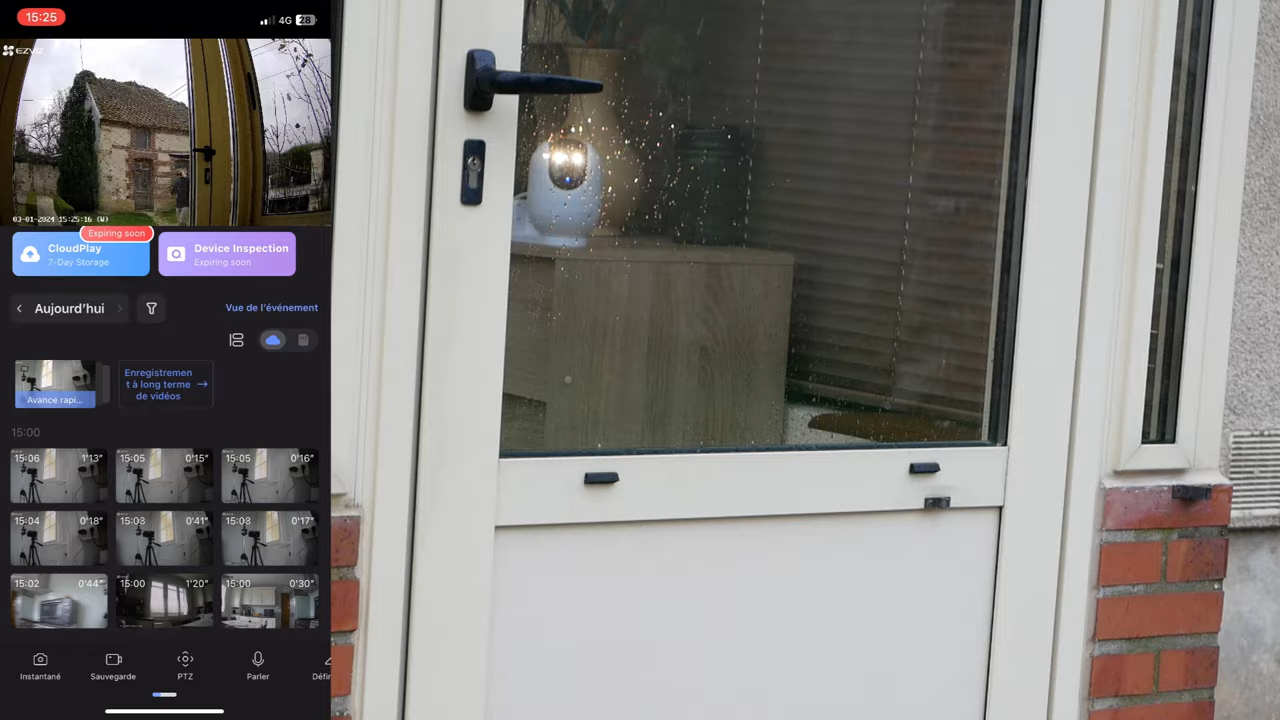 15:25
4G 28
EZVIZ
03-01-2024 15:25:16 (W)
Expiring soon
CloudPlay
7-Day Storage
Device Inspection
Expiring soon
Aujourd'hui
Vue de l'événement
Avance rapi...
Enregistremen
t à long terme
de vidéos
15:00
15:06 1'13"
15:05 0'15"
15:05 0'16"
15:04 0'18"
15:03 0'41"
15:03 0'17"
15:02 0'44"
15:00 1'20"
15:00 0'30"
Instantané
Sauvegarde
PTZ
Parler
Défin